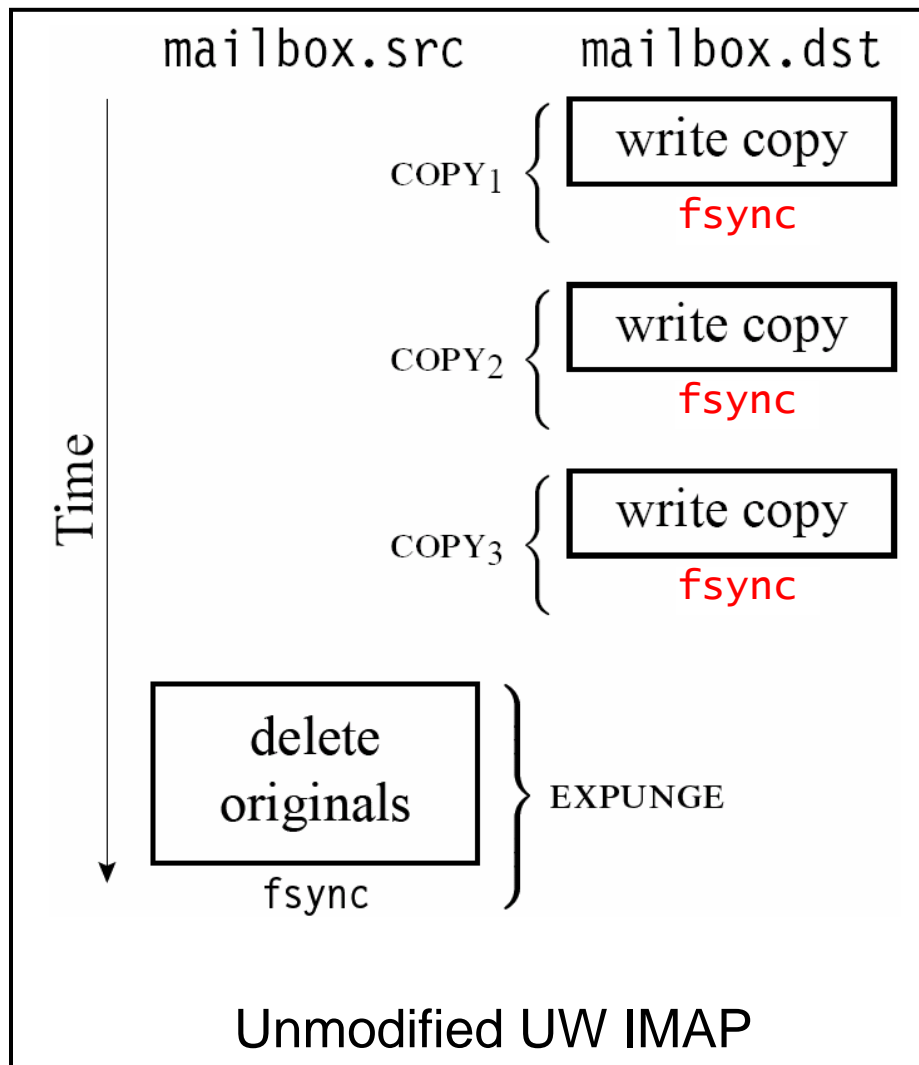 mailbox.src mailbox.dst
write copy
COPY1
fsync
write copy
COPY2
fsync
Time
write copy
COPY3
fsync
delete
originals
EXPUNGE
fsync
Unmodified UW IMAP